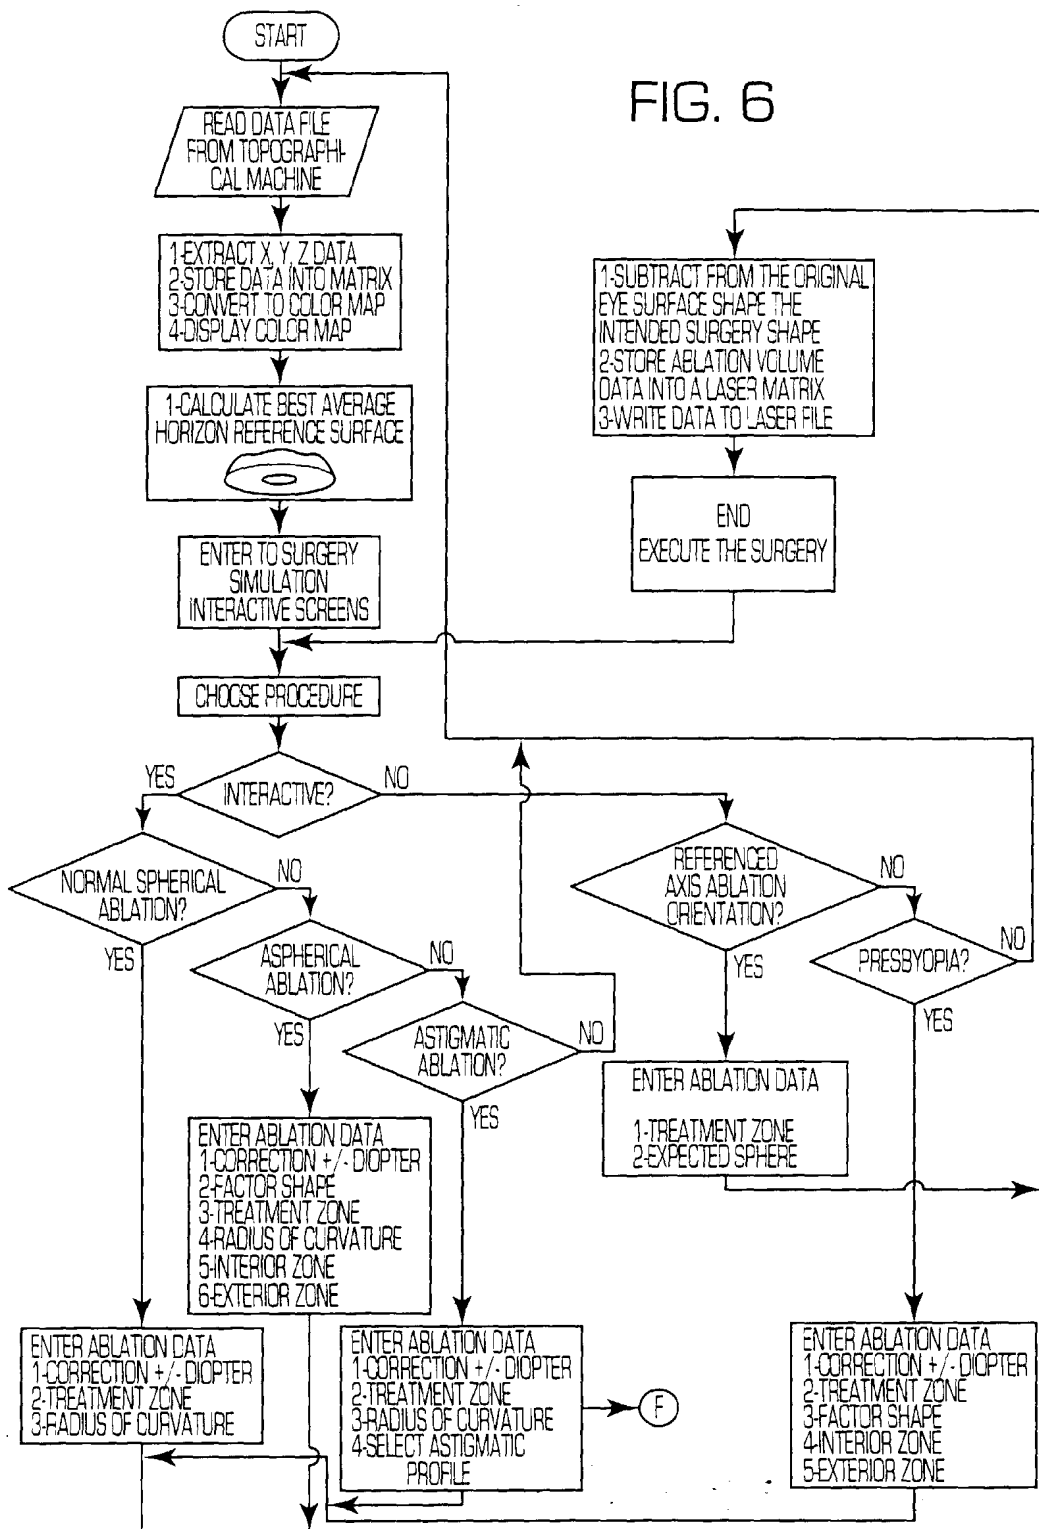 START
FIG. 6
READ DATA FILE
FROM TOPOGRAPHI-
CAL MACHINE
1-EXTRACT X, Y, Z DATA
2-STORE DATA INTO MATRIX
3-CONVERT TO COLOR MAP
4-DISPLAY COLOR MAP
1-CALCULATE BEST AVERAGE
HORIZON REFERENCE SURFACE
ENTER TO SURGERY
SIMULATION
INTERACTIVE SCREENS
1-SUBTRACT FROM THE ORIGINAL
EYE SURFACE SHAPE THE
INTENDED SURGERY SHAPE
2-STORE ABLATION VOLUME
DATA INTO A LASER MATRIX
3-WRITE DATA TO LASER FILE
END
EXECUTE THE SURGERY
CHOOSE PROCEDURE
INTERACTIVE?
YES
NO
NORMAL SPHERICAL
ABLATION?
NO
YES
ASPHERICAL
ABLATION?
NO
YES
ASTIGMATIC
ABLATION?
NO
YES
REFERENCED
AXIS ABLATION
ORIENTATION?
NO
YES
PRESBYOPIA?
NO
YES
ENTER ABLATION DATA
1-TREATMENT ZONE
2-EXPECTED SPHERE
ENTER ABLATION DATA
1-CORRECTION +/- DIOPTER
2-FACTOR SHAPE
3-TREATMENT ZONE
4-RADIUS OF CURVATURE
5-INTERIOR ZONE
6-EXTERIOR ZONE
ENTER ABLATION DATA
1-CORRECTION +/- DIOPTER
2-TREATMENT ZONE
3-RADIUS OF CURVATURE
ENTER ABLATION DATA
1-CORRECTION +/- DIOPTER
2-TREATMENT ZONE
3-RADIUS OF CURVATURE
4-SELECT ASTIGMATIC
PROFILE
F
ENTER ABLATION DATA
1-CORRECTION +/- DIOPTER
2-TREATMENT ZONE
3-FACTOR SHAPE
4-INTERIOR ZONE
5-EXTERIOR ZONE